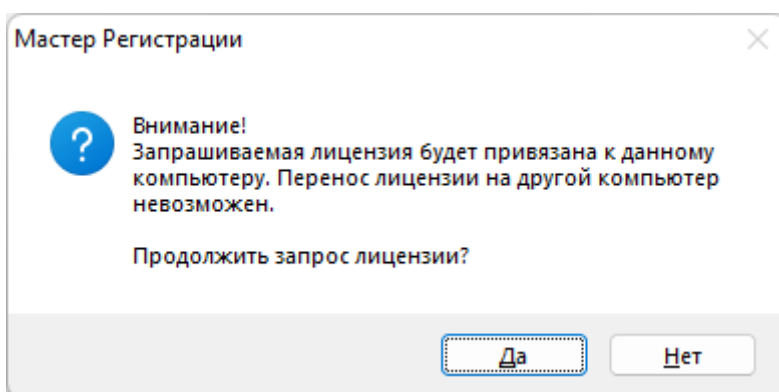 Мастер Регистрации
Внимание!
Запрашиваемая лицензия будет привязана к данному
компьютеру. Перенос лицензии на другой компьютер
невозможен.
Продолжить запрос лицензии?
Да
Нет